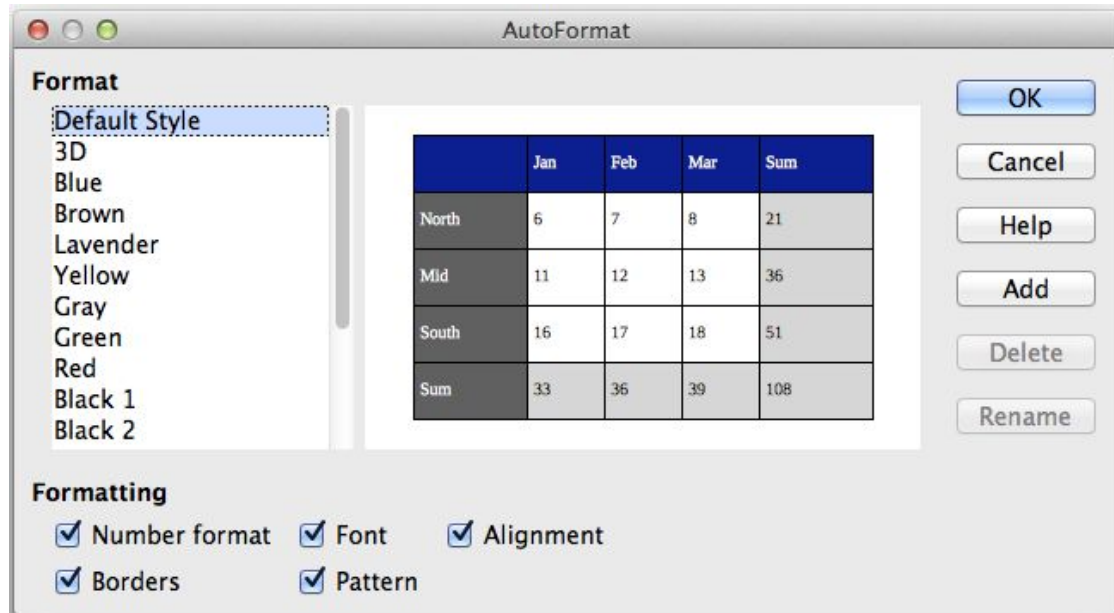 AutoFormat
Format
Default Style
3D
Blue
Brown
Lavender
Yellow
Gray
Green
Red
Black 1
Black 2
Jan Feb Mar Sum
North 6 7 8 21
Mid 11 12 13 36
South 16 17 18 51
Sum 33 36 39 108
OK
Cancel
Help
Add
Delete
Rename
Formatting
Number format Font Alignment
Borders Pattern